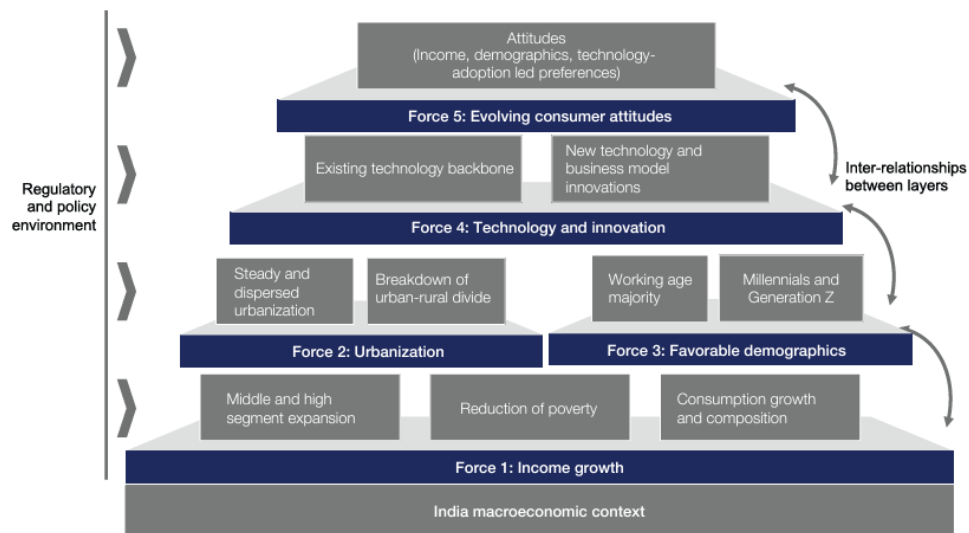 Attitudes
(Income, demographics, technology-
adoption led preferences)
Force 5: Evolving consumer attitudes
Existing technology backbone
New technology and
business model
innovations
Inter-relationships
between layers
Regulatory
and policy
environment
Force 4: Technology and innovation
Steady and
dispersed
urbanization
Breakdown of
urban-rural divide
Working age
majority
Millennials and
Generation Z
Force 2: Urbanization
Force 3: Favorable demographics
Middle and high
segment expansion
Reduction of poverty
Consumption growth
and composition
Force 1: Income growth
India macroeconomic context